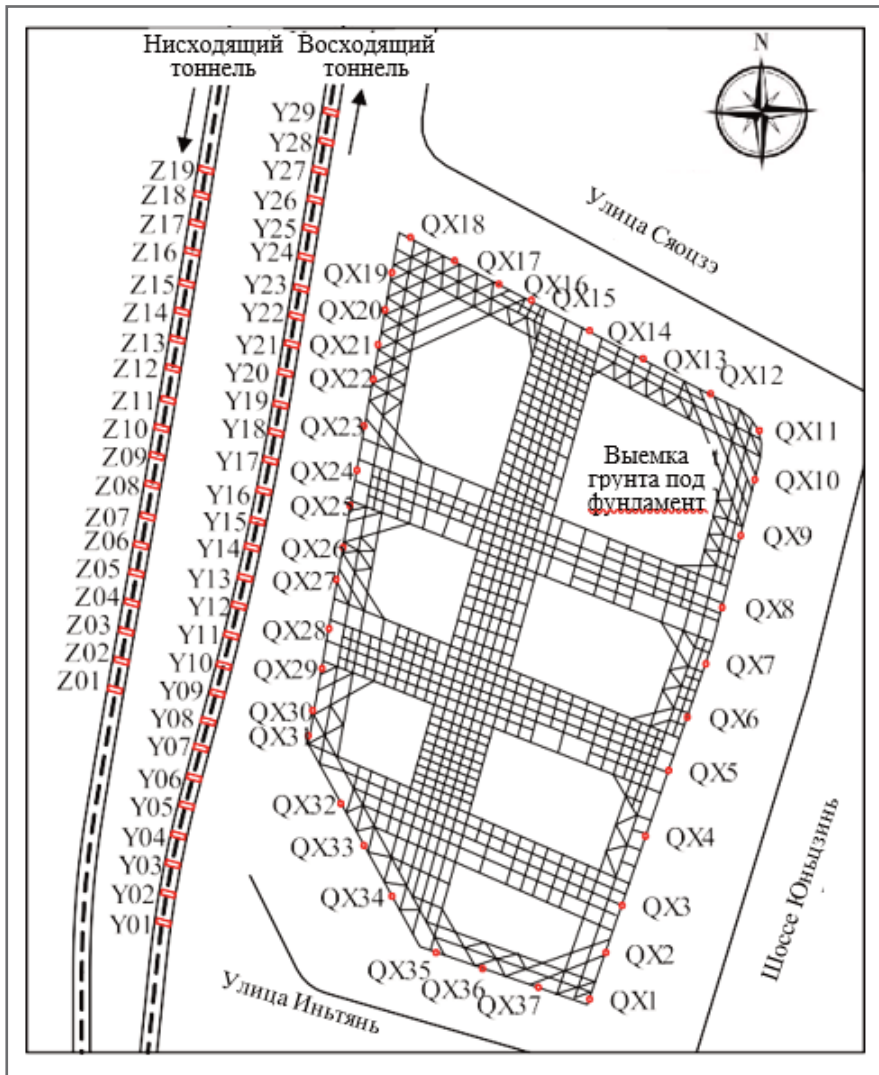 Нисходящий
тоннель
Восходящий
тоннель
N
Улица Сяоцзэ
Y29
Y28
Y27
Y26
Y25
Y24
Y23
Y22
Y21
Y20
Y19
Y18
Y17
Y16
Y15
Y14
Y13
Y12
Y11
Y10
Y09
Y08
Y07
Y06
Y05
Y04
Y03
Y02
Y01
Z19
Z18
Z17
Z16
Z15
Z14
Z13
Z12
Z11
Z10
Z09
Z08
Z07
Z06
Z05
Z04
Z03
Z02
Z01
QX18
QX17
QX16
QX15
QX14
QX13
QX12
QX11
QX10
QX9
QX8
QX7
QX6
QX5
QX4
QX3
QX2
QX1
QX19
QX20
QX21
QX22
QX23
QX24
QX25
QX26
QX27
QX28
QX29
QX30
QX31
QX32
QX33
QX34
QX35
QX36
QX37
Выемка
грунта под
фундамент
Шоссе Юньцзинь
Улица Иньтянь